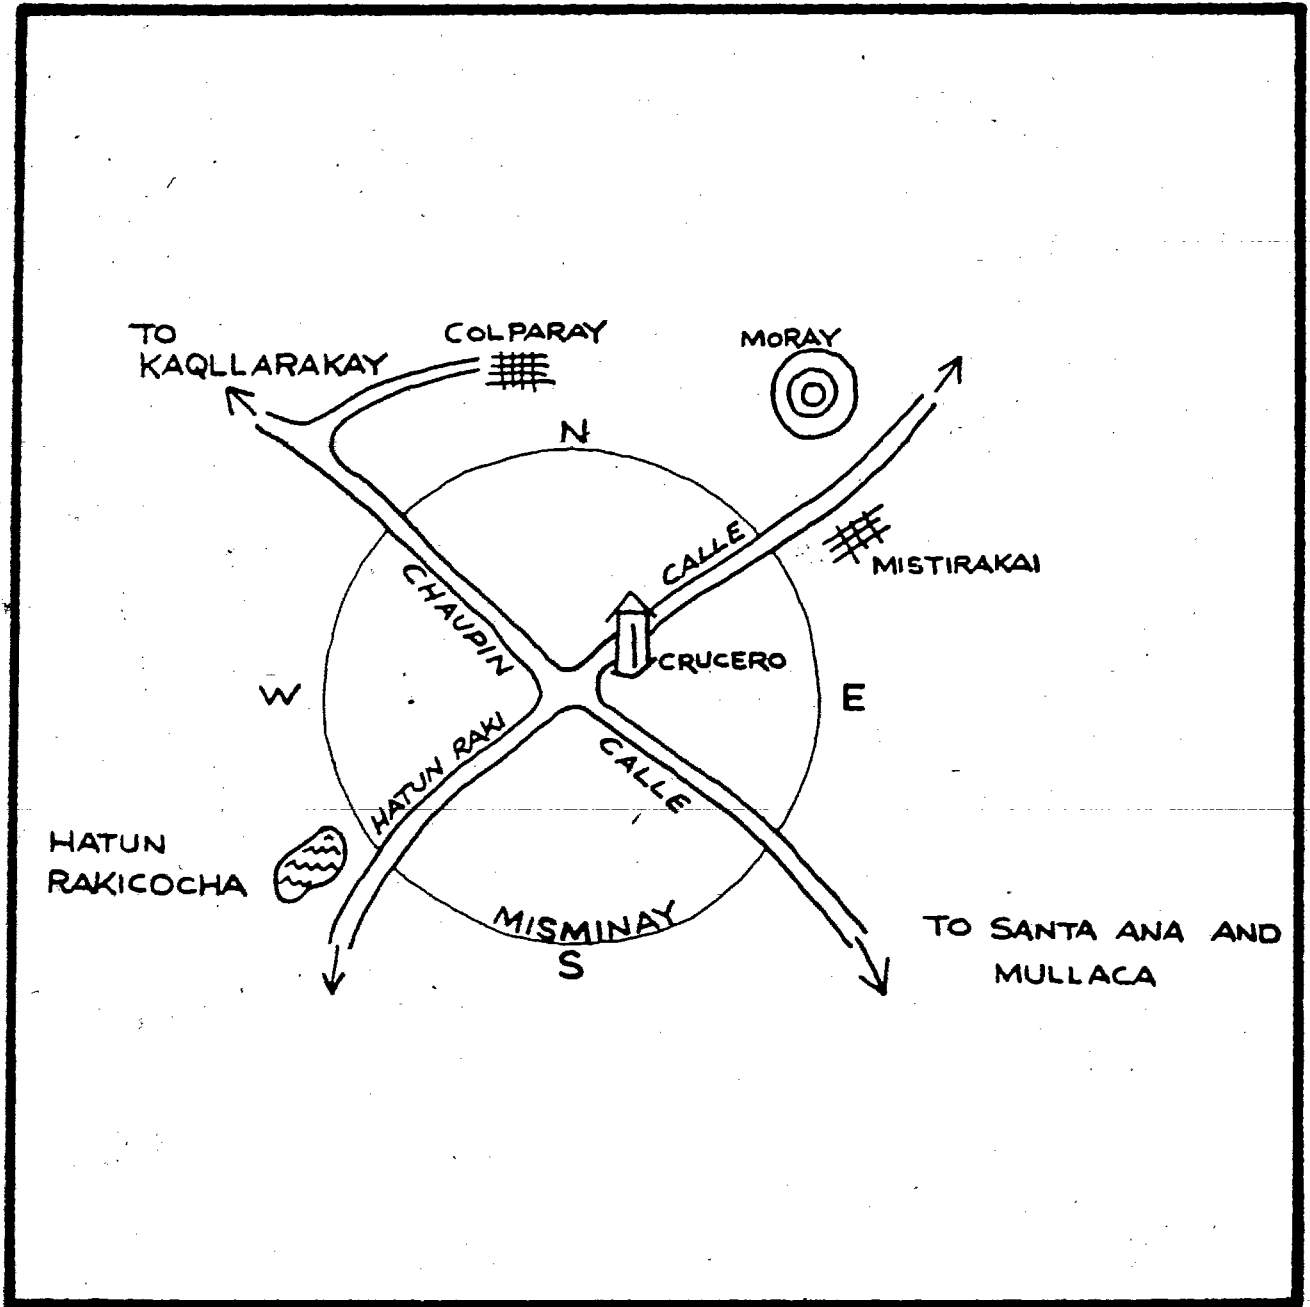 TO
KAQLLARAKAY
COLPARAY
MORAY
N
CALLE
MISTIRAKAI
CHAUPIN
CRUCERO
W
E
HATUN RAKI
CALLE
HATUN
RAKICOCHA
MISMINAY
S
TO SANTA ANA AND
MULLACA